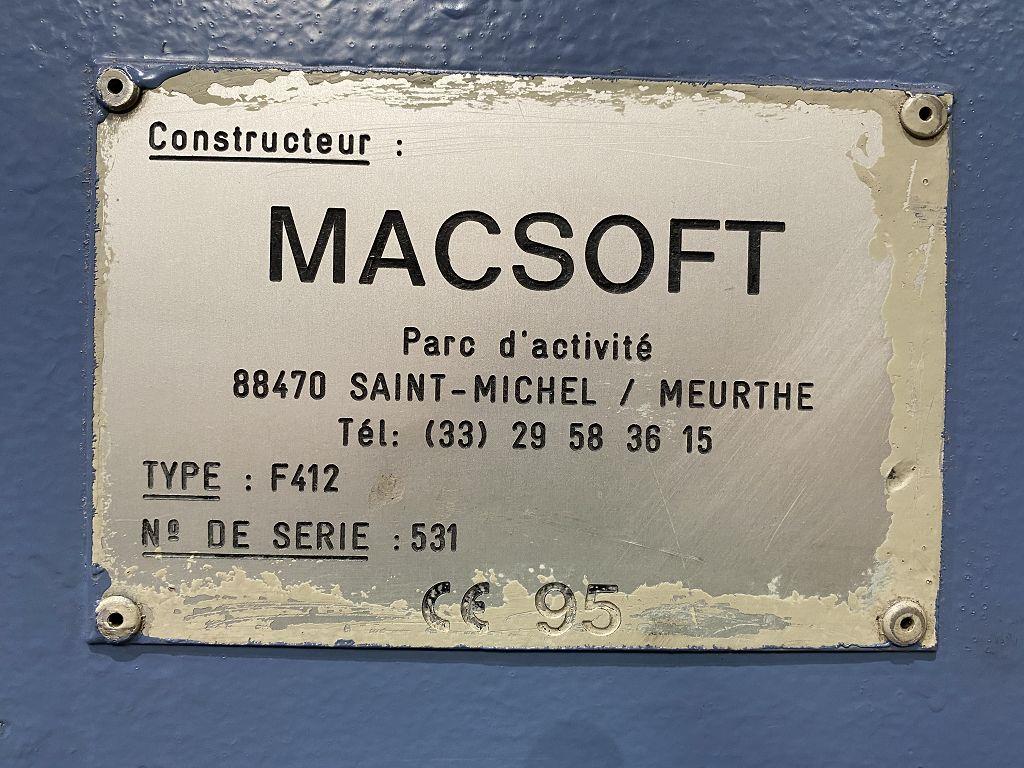 Constructeur :
MACSOFT
Parc d'activité
88470 SAINT-MICHEL / MEURTHE
Tél: (33) 29 58 36 15
TYPE : F412
Nº DE SERIE : 531
CE 95